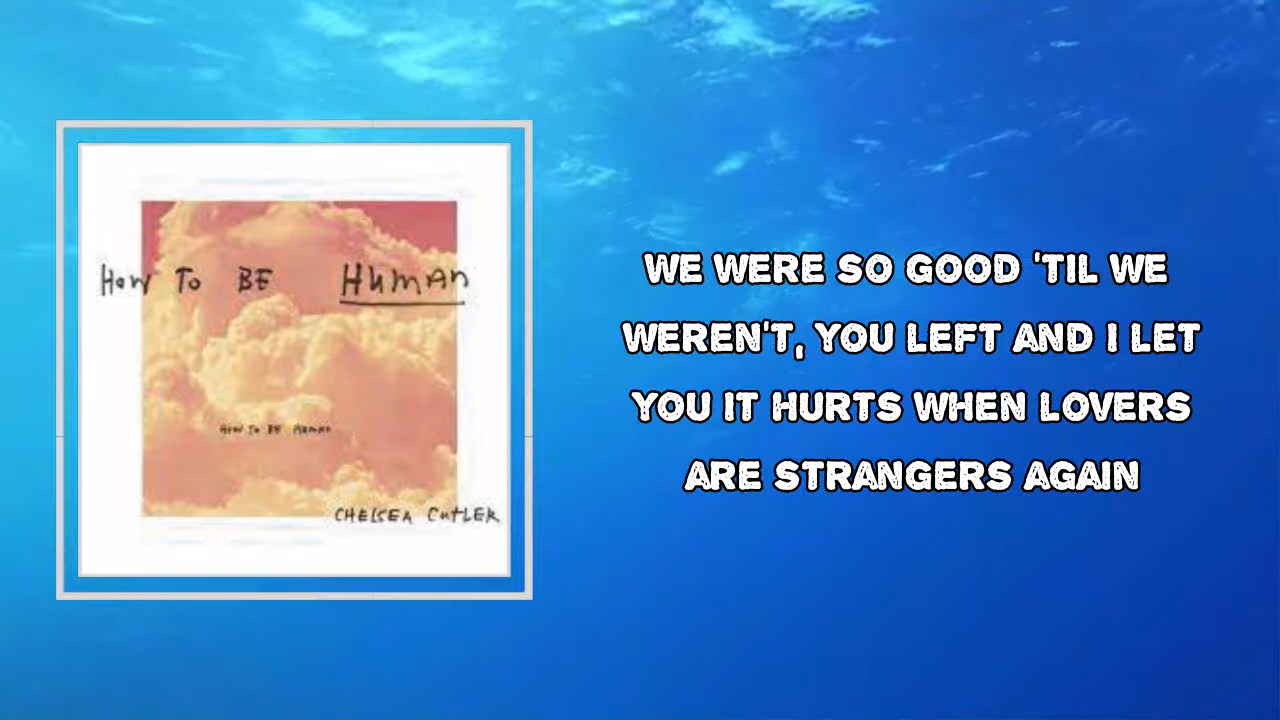 How To BE Human
How To BE Human
CHELSEA CUTLER
WE WERE SO GOOD 'TIL WE
WEREN'T, YOU LEFT AND I LET
YOU IT HURTS WHEN LOVERS
ARE STRANGERS AGAIN